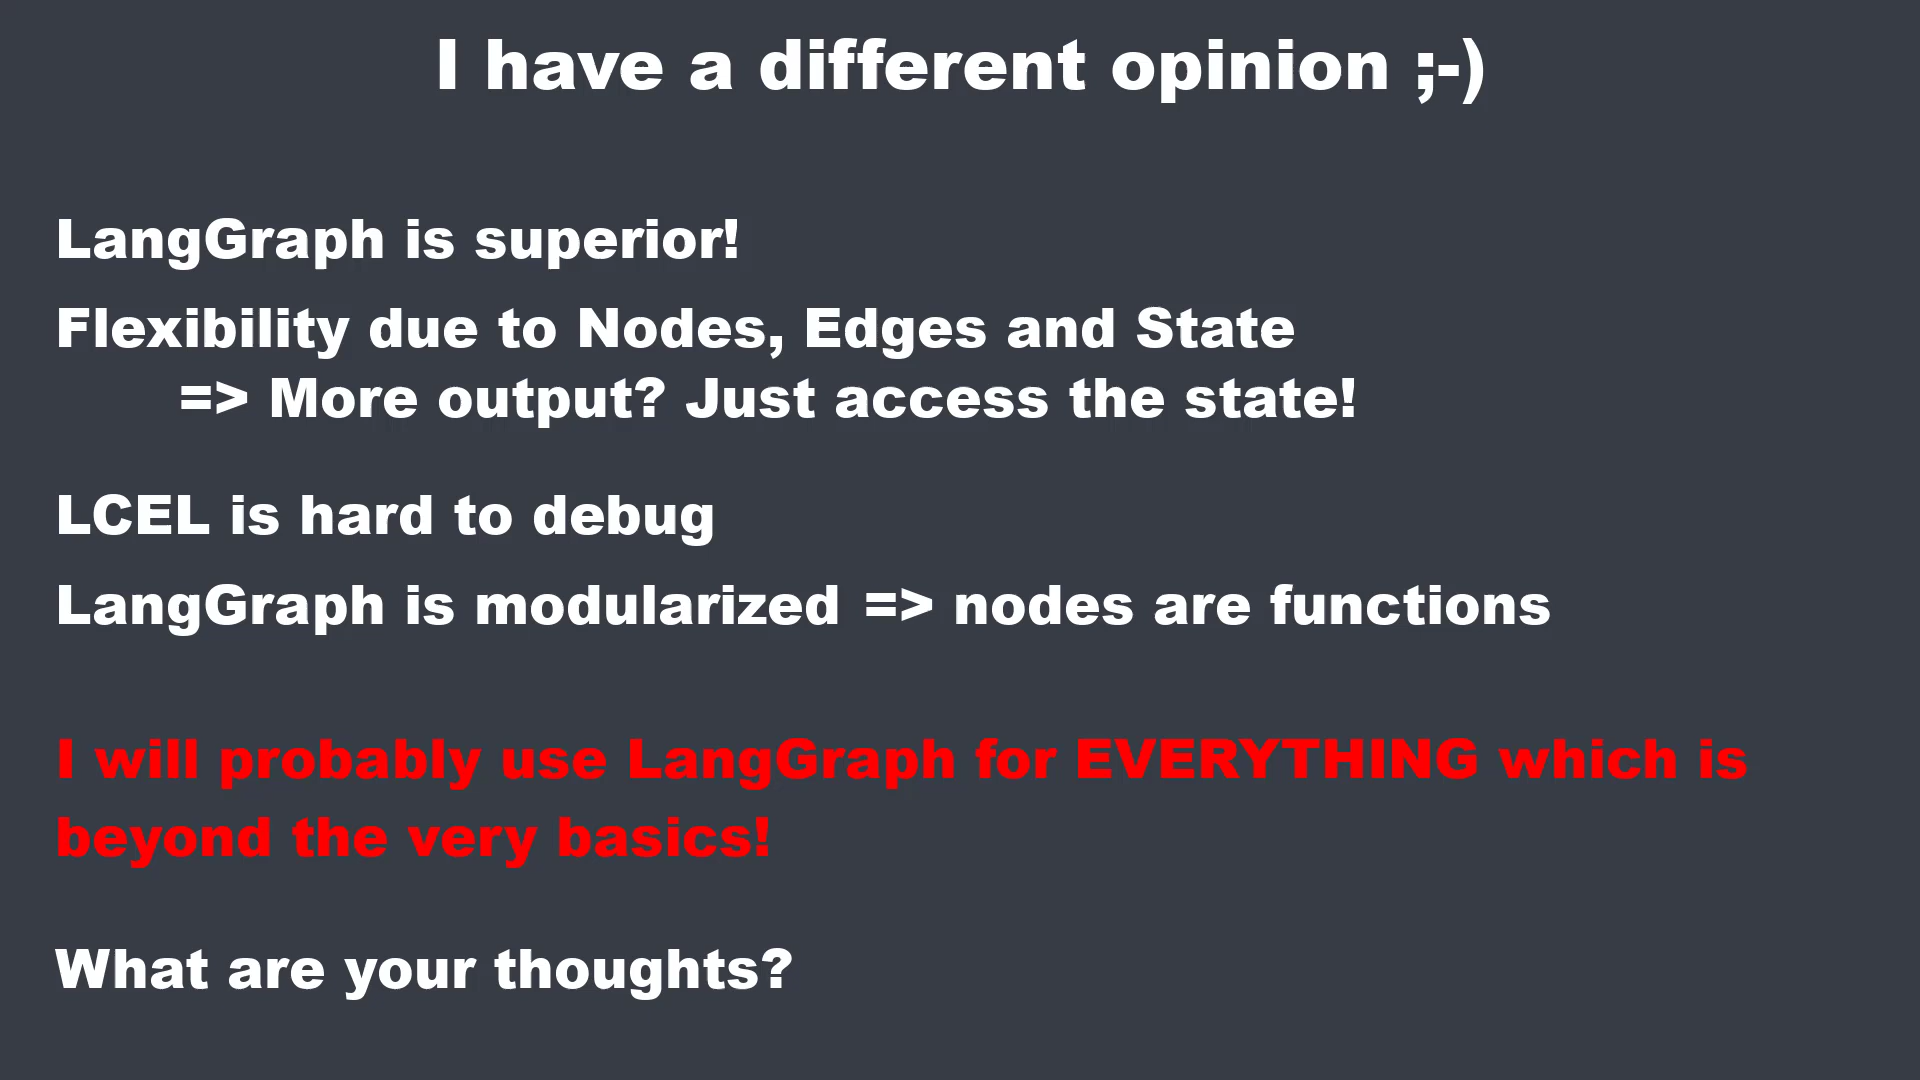 I have a different opinion ;-)
LangGraph is superior!
Flexibility due to Nodes, Edges and State
=> More output? Just access the state!
LCEL is hard to debug
LangGraph is modularized => nodes are functions
I will probably use LangGraph for EVERYTHING which is
beyond the very basics!
What are your thoughts?